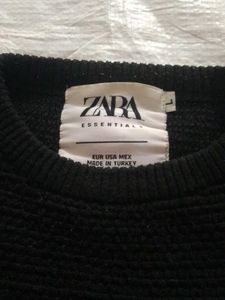 ZARA
ESSENTIALS
L
EUR USA MEX
MADE IN TURKEY